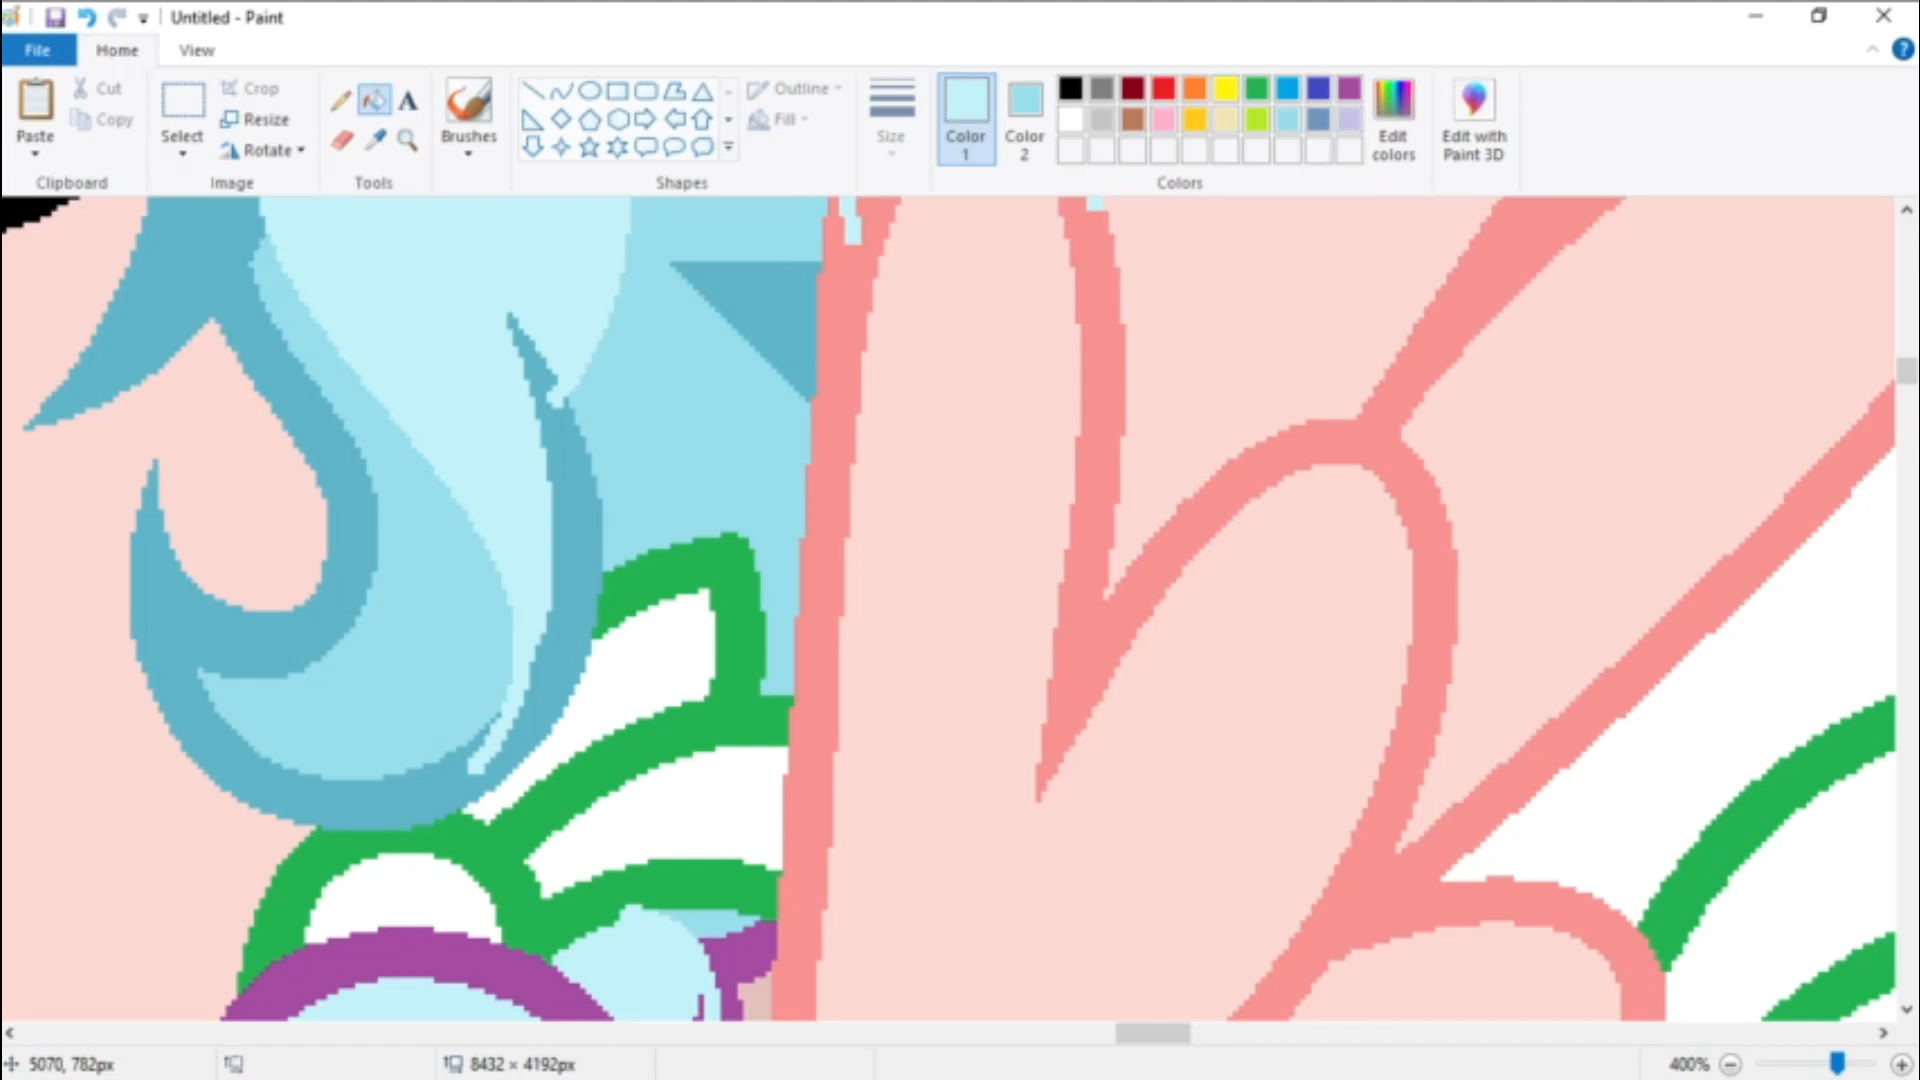 Untitled - Paint
File Home View
Paste
Cut
Copy
Clipboard
Select
Crop
Resize
Rotate
Image
A
Tools
Brushes
Shapes
Outline
Fill
Size
Color 1
Color 2
Edit colors
Colors
Edit with Paint 3D
?
5070, 782px
8432 × 4192px
400%